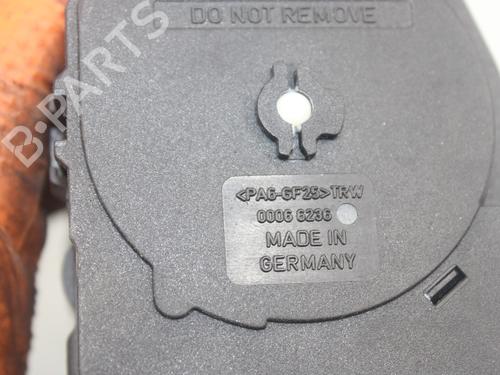 DO NOT REMOVE
<PA6-GF25>TRW
0006 6236
MADE IN
GERMANY
B-PARTS